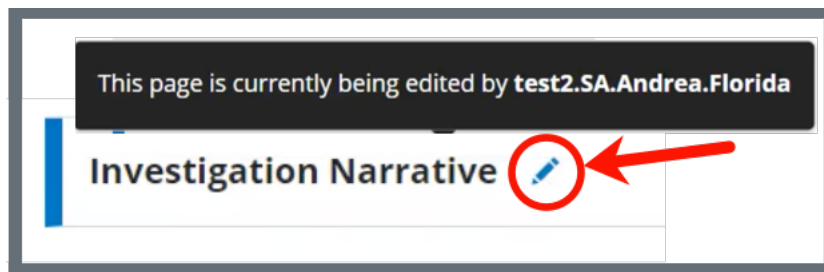 This page is currently being edited by test2.SA.Andrea.Florida
Investigation Narrative